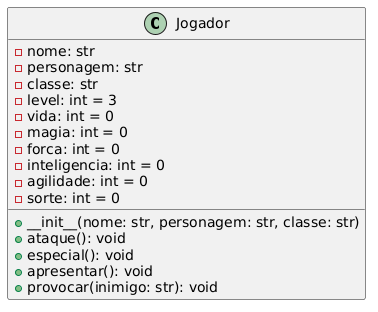 C Jogador
nome: str
personagem: str
classe: str
level: int = 3
vida: int = 0
magia: int = 0
forca: int = 0
inteligencia: int = 0
agilidade: int = 0
sorte: int = 0
__init__(nome: str, personagem: str, classe: str)
ataque(): void
especial(): void
apresentar(): void
provocar(inimigo: str): void